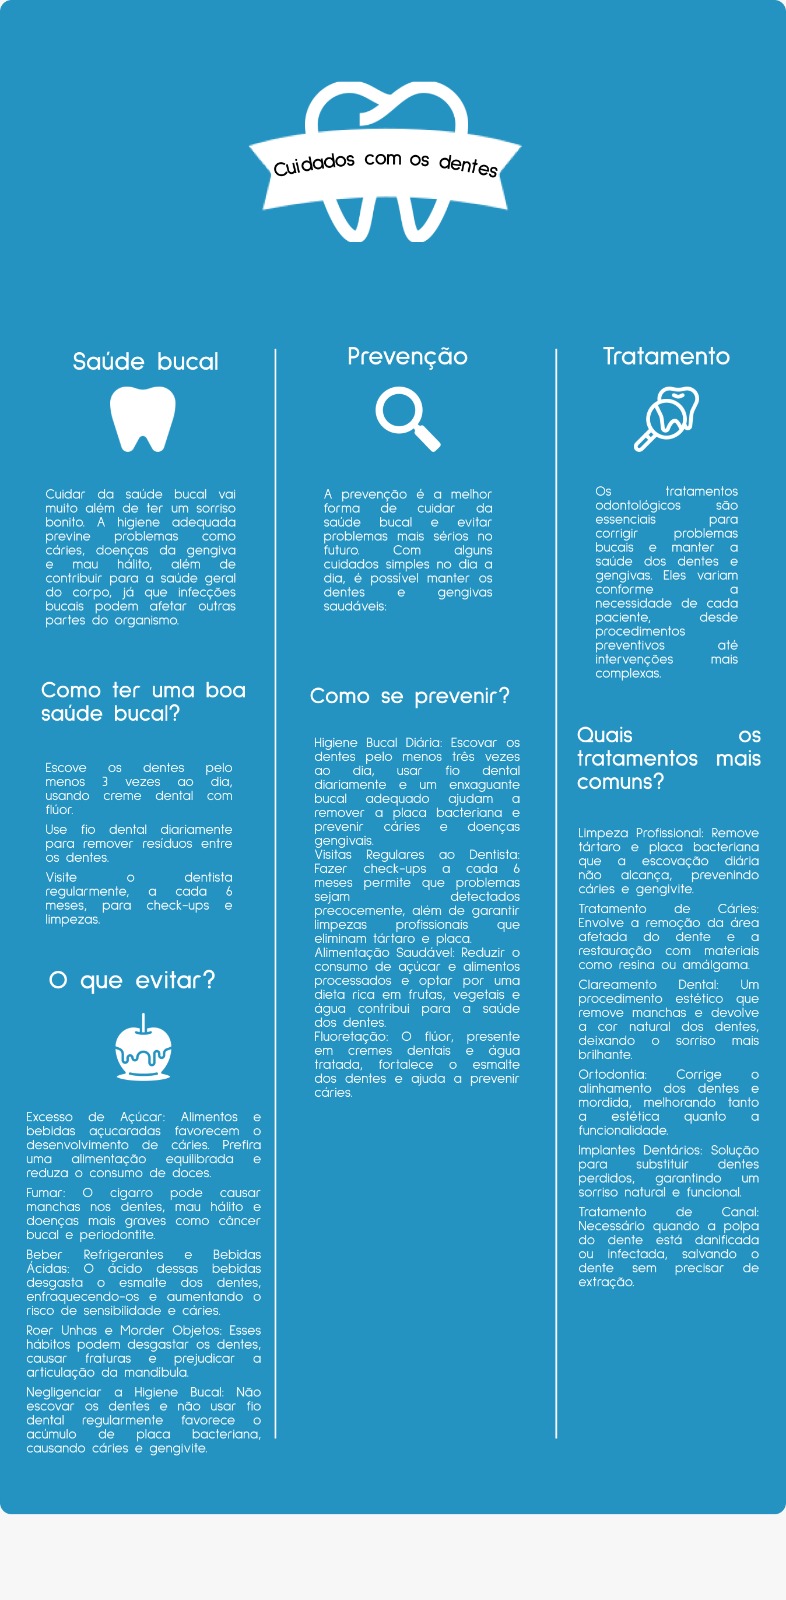 Cuidados com os dentes
Saúde bucal
Cuidar da saúde bucal vai
muito além de ter um sorriso
bonito. A higiene adequada
previne problemas como
cáries, doenças da gengiva
e mau hálito, além de
contribuir para a saúde geral
do corpo, já que infecções
bucais podem afetar outras
partes do organismo.
Como ter uma boa
saúde bucal?
Escove os dentes pelo
menos 3 vezes ao dia,
usando creme dental com
flúor.
Use fio dental diariamente
para remover resíduos entre
os dentes.
Visite o dentista
regularmente, a cada 6
meses, para check-ups e
limpezas.
O que evitar?
Excesso de Açúcar: Alimentos e
bebidas açucaradas favorecem o
desenvolvimento de cáries. Prefira
uma alimentação equilibrada e
reduza o consumo de doces.
Fumar: O cigarro pode causar
manchas nos dentes, mau hálito e
doenças mais graves como câncer
bucal e periodontite.
Beber Refrigerantes e Bebidas
Ácidas: O ácido dessas bebidas
desgasta o esmalte dos dentes,
enfraquecendo-os e aumentando o
risco de sensibilidade e cáries.
Roer Unhas e Morder Objetos: Esses
hábitos podem desgastar os dentes,
causar fraturas e prejudicar a
articulação da mandíbula.
Negligenciar a Higiene Bucal: Não
escovar os dentes e não usar fio
dental regularmente favorece o
acúmulo de placa bacteriana,
causando cáries e gengivite.
Prevenção
A prevenção é a melhor
forma de cuidar da
saúde bucal e evitar
problemas mais sérios no
futuro. Com alguns
cuidados simples no dia a
dia, é possível manter os
dentes e gengivas
saudáveis:
Como se prevenir?
Higiene Bucal Diária: Escovar os
dentes pelo menos três vezes
ao dia, usar fio dental
diariamente e um enxaguante
bucal adequado ajudam a
remover a placa bacteriana e
prevenir cáries e doenças
gengivais.
Visitas Regulares ao Dentista:
Fazer check-ups a cada 6
meses permite que problemas
sejam detectados
precocemente, além de garantir
limpezas profissionais que
eliminam tártaro e placa.
Alimentação Saudável: Reduzir o
consumo de açúcar e alimentos
processados e optar por uma
dieta rica em frutas, vegetais e
água contribui para a saúde
dos dentes.
Fluoretação: O flúor, presente
em cremes dentais e água
tratada, fortalece o esmalte
dos dentes e ajuda a prevenir
cáries.
Tratamento
Os tratamentos
odontológicos são
essenciais para
corrigir problemas
bucais e manter a
saúde dos dentes e
gengivas. Eles variam
conforme a
necessidade de cada
paciente, desde
procedimentos
preventivos até
intervenções mais
complexas.
Quais os
tratamentos mais
comuns?
Limpeza Profissional: Remove
tártaro e placa bacteriana
que a escovação diária
não alcança, prevenindo
cáries e gengivite.
Tratamento de Cáries:
Envolve a remoção da área
afetada do dente e a
restauração com materiais
como resina ou amálgama.
Clareamento Dental: Um
procedimento estético que
remove manchas e devolve
a cor natural dos dentes,
deixando o sorriso mais
brilhante.
Ortodontia: Corrige o
alinhamento dos dentes e
mordida, melhorando tanto
a estética quanto a
funcionalidade.
Implantes Dentários: Solução
para substituir dentes
perdidos, garantindo um
sorriso natural e funcional.
Tratamento de Canal:
Necessário quando a polpa
do dente está danificada
ou infectada, salvando o
dente sem precisar de
extração.